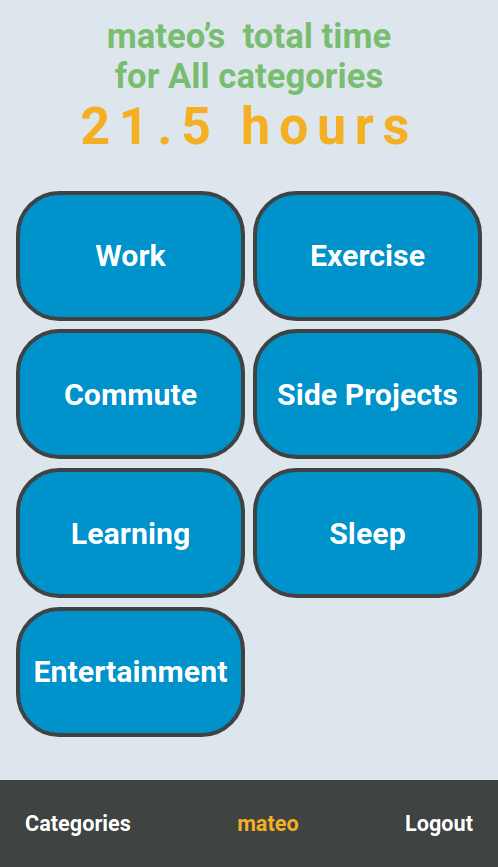 mateo’s  total time
for All categories
21.5 hours
Work
Exercise
Commute
Side Projects
Learning
Sleep
Entertainment
Categories
mateo
Logout